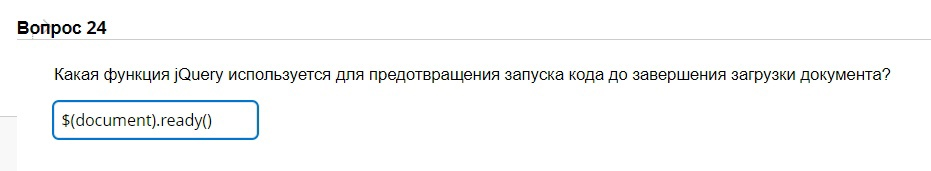 Вопрос 24
Какая функция jQuery используется для предотвращения запуска кода до завершения загрузки документа?
$(document).ready()